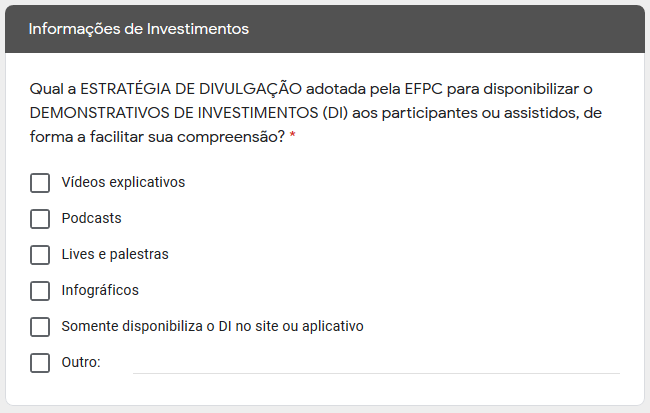 Informações de Investimentos
Qual a ESTRATÉGIA DE DIVULGAÇÃO adotada pela EFPC para disponibilizar o
DEMONSTRATIVOS DE INVESTIMENTOS (DI) aos participantes ou assistidos, de
forma a facilitar sua compreensão? *
Vídeos explicativos
Podcasts
Lives e palestras
Infográficos
Somente disponibiliza o DI no site ou aplicativo
Outro: